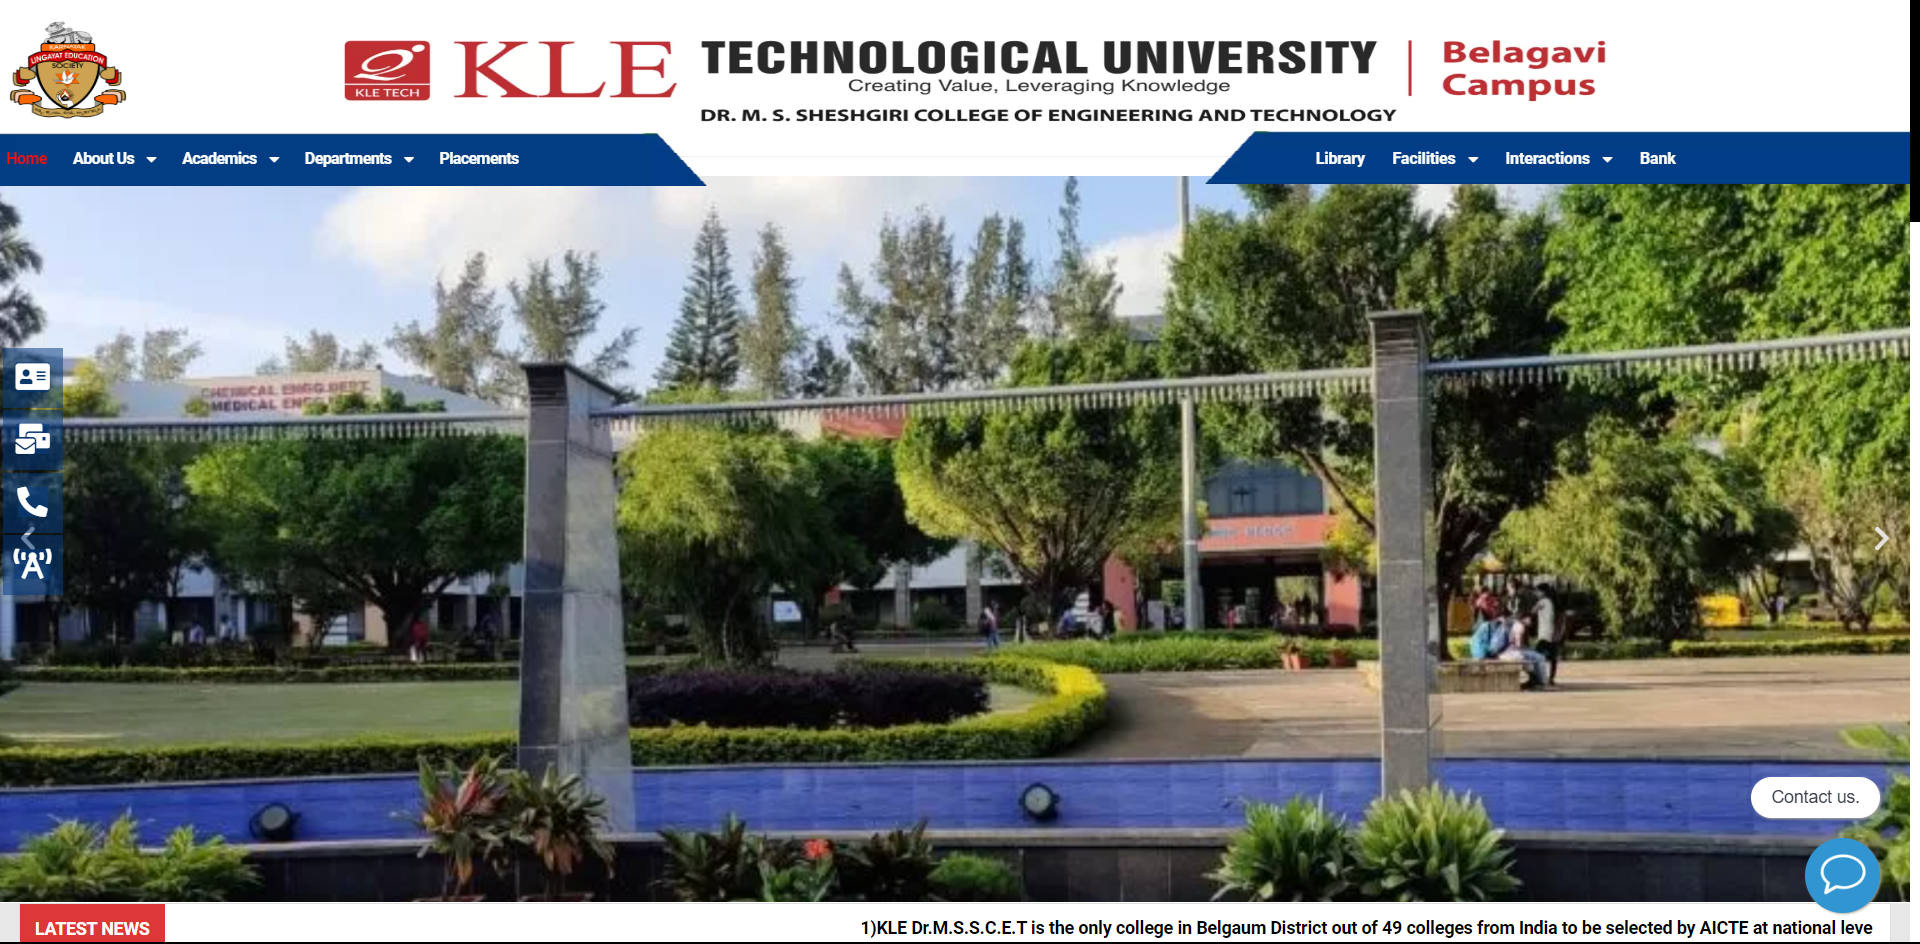 KARNATAK
LINGAYAT EDUCATION
SOCIETY
KLE TECH
KLE
TECHNOLOGICAL UNIVERSITY
Creating Value, Leveraging Knowledge
DR. M. S. SHESHGIRI COLLEGE OF ENGINEERING AND TECHNOLOGY
Belagavi
Campus
Home
About Us
Academics
Departments
Placements
Library
Facilities
Interactions
Bank
CHEMICAL ENGG.DEPT.
MEDICAL ENGG
Contact us.
LATEST NEWS
1)KLE Dr.M.S.S.C.E.T is the only college in Belgaum District out of 49 colleges from India to be selected by AICTE at national leve